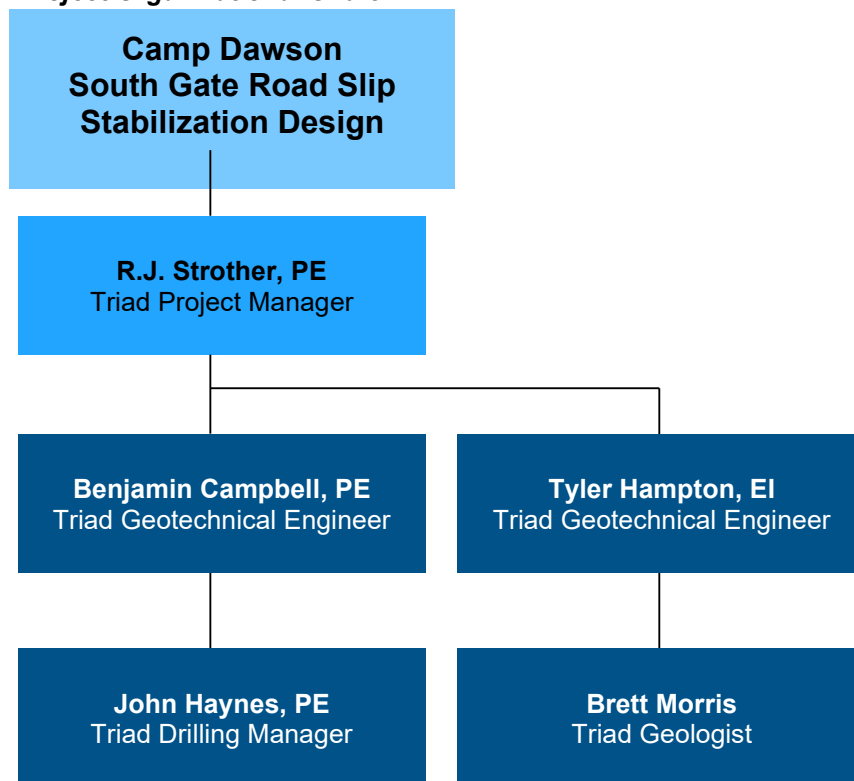 Camp Dawson
South Gate Road Slip
Stabilization Design
R.J. Strother, PE
Triad Project Manager
Benjamin Campbell, PE
Triad Geotechnical Engineer
Tyler Hampton, EI
Triad Geotechnical Engineer
John Haynes, PE
Triad Drilling Manager
Brett Morris
Triad Geologist